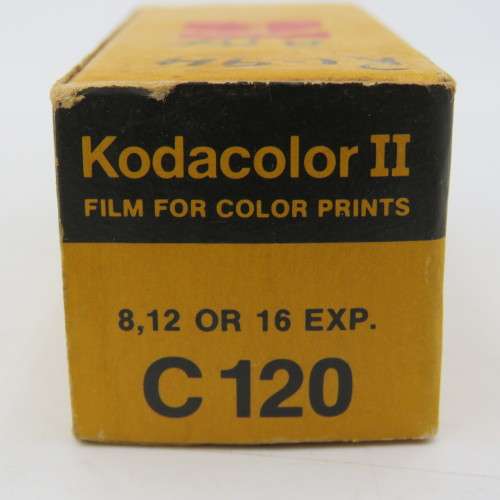 Kodacolor II
FILM FOR COLOR PRINTS
8,12 OR 16 EXP.
C 120